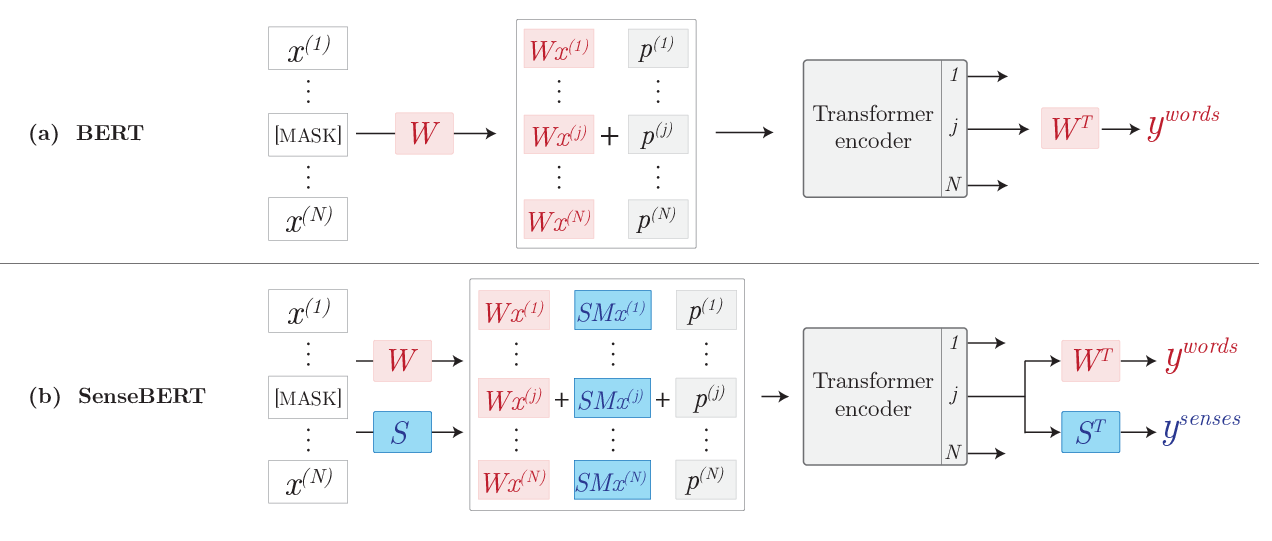 x(1) Wx(1) p(1) 1
⋮ ⋮ ⋮
(a) BERT [MASK] W Wx(j) + p(j) Transformer encoder j W^T y^words
⋮ ⋮ ⋮
x(N) Wx(N) p(N) N
x(1) Wx(1) SMx(1) p(1) 1
⋮ W ⋮ ⋮ ⋮ W^T y^words
(b) SenseBERT [MASK] Wx(j) + SMx(j) + p(j) Transformer encoder j
⋮ S ⋮ ⋮ ⋮ S^T y^senses
x(N) Wx(N) SMx(N) p(N) N